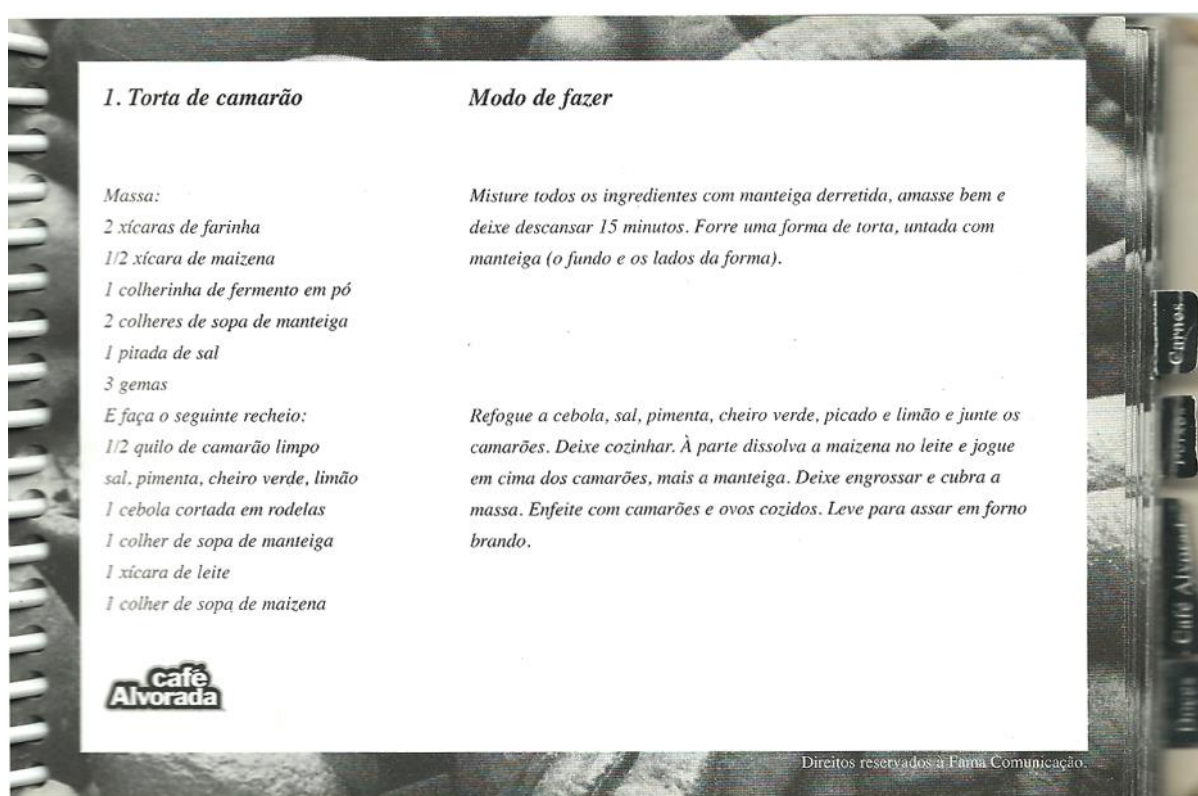 1. Torta de camarão
Massa:
2 xícaras de farinha
1/2 xícara de maizena
1 colherinha de fermento em pó
2 colheres de sopa de manteiga
1 pitada de sal
3 gemas
E faça o seguinte recheio:
1/2 quilo de camarão limpo
sal, pimenta, cheiro verde, limão
1 cebola cortada em rodelas
1 colher de sopa de manteiga
1 xícara de leite
1 colher de sopa de maizena
Modo de fazer
Misture todos os ingredientes com manteiga derretida, amasse bem e
deixe descansar 15 minutos. Forre uma forma de torta, untada com
manteiga (o fundo e os lados da forma).
Refogue a cebola, sal, pimenta, cheiro verde, picado e limão e junte os
camarões. Deixe cozinhar. À parte dissolva a maizena no leite e jogue
em cima dos camarões, mais a manteiga. Deixe engrossar e cubra a
massa. Enfeite com camarões e ovos cozidos. Leve para assar em forno
brando.
café
Alvorada
Direitos reservados à Fama Comunicação.
Carnes
Tortas
Café Alvorada
Doces